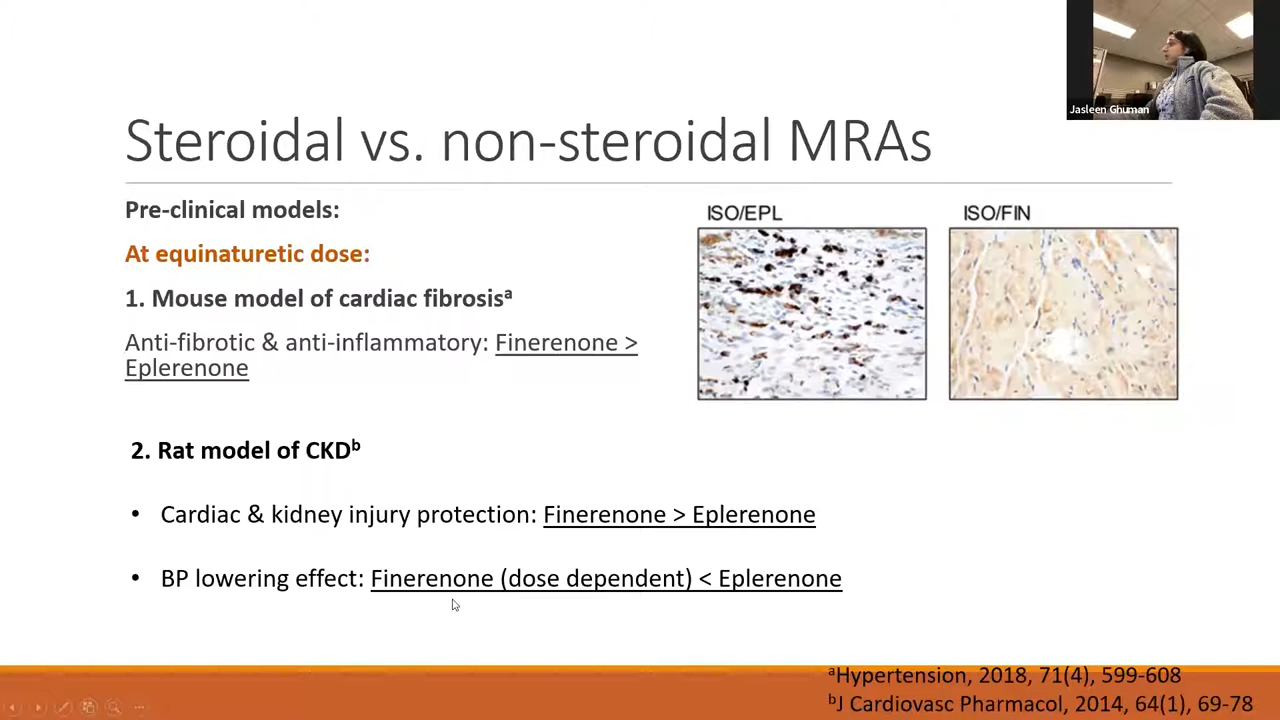 Jasleen Ghuman
Steroidal vs. non-steroidal MRAs
Pre-clinical models:
At equinaturetic dose:
1. Mouse model of cardiac fibrosisᵃ
Anti-fibrotic & anti-inflammatory: Finerenone >
Eplerenone
ISO/EPL
ISO/FIN
2. Rat model of CKDᵇ
• Cardiac & kidney injury protection: Finerenone > Eplerenone
• BP lowering effect: Finerenone (dose dependent) < Eplerenone
ᵃHypertension, 2018, 71(4), 599-608
ᵇJ Cardiovasc Pharmacol, 2014, 64(1), 69-78